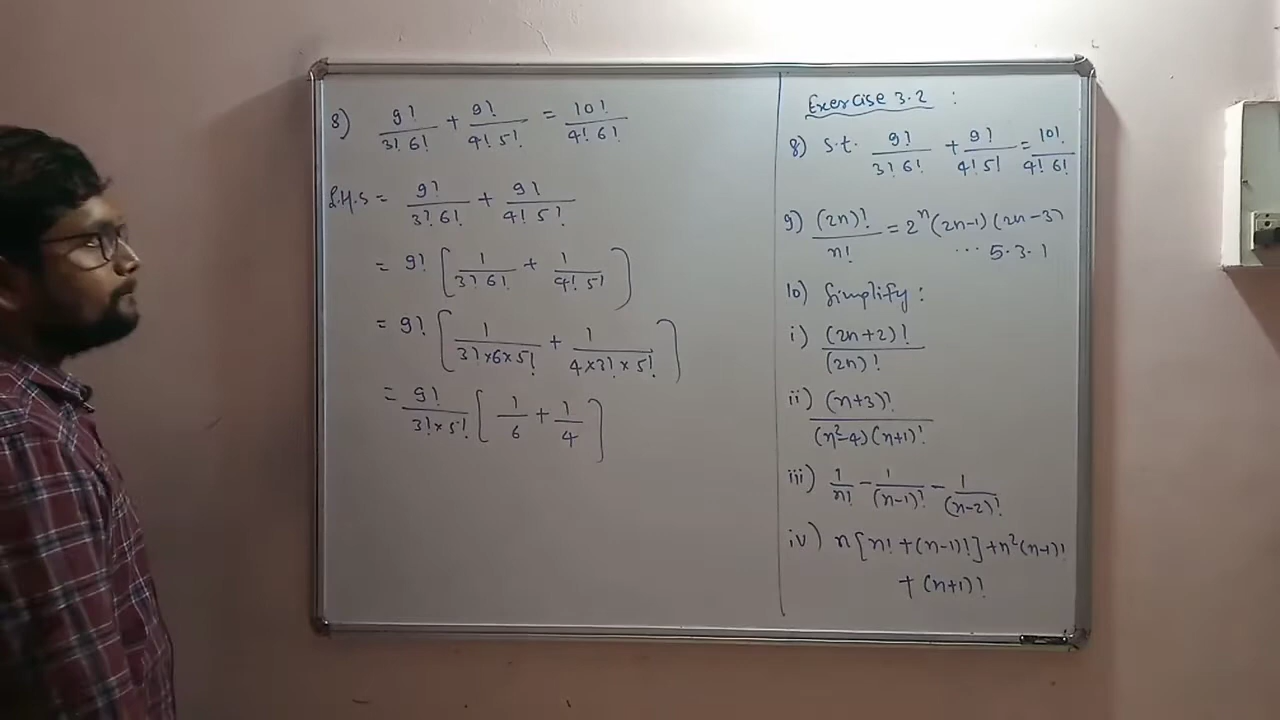 8) 9!/(3! 6!) + 9!/(4! 5!) = 10!/(4! 6!)
L.H.S = 9!/(3! 6!) + 9!/(4! 5!)
= 9! [1/(3! 6!) + 1/(4! 5!)]
= 9! [1/(3!×6×5!) + 1/(4×3!×5!)]
= 9!/(3!×5!) [1/6 + 1/4]
Exercise 3.2 :
8) S.t. 9!/(3! 6!) + 9!/(4! 5!) = 10!/(4! 6!)
9) (2n)!/n! = 2ⁿ (2n-1) (2n-3)
... 5.3.1
10) Simplify :
i) (2n+2)!/(2n)!
ii) (n+3)!/((n²-4)(n+1)!)
iii) 1/n! - 1/(n-1)! - 1/(n-2)!
iv) n[n! + (n-1)!] + n²(n-1)!
+ (n+1)!